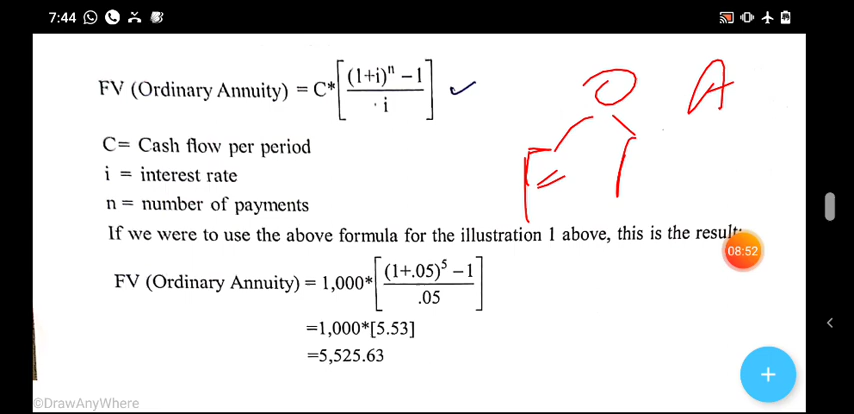 7:44
FV (Ordinary Annuity) = C*[(1+i)ⁿ −1 / i]
O A
F
C= Cash flow per period
i = interest rate
n = number of payments
If we were to use the above formula for the illustration 1 above, this is the result:
08:52
FV (Ordinary Annuity) = 1,000*[(1+.05)⁵ −1 / .05]
=1,000*[5.53]
=5,525.63
©DrawAnyWhere